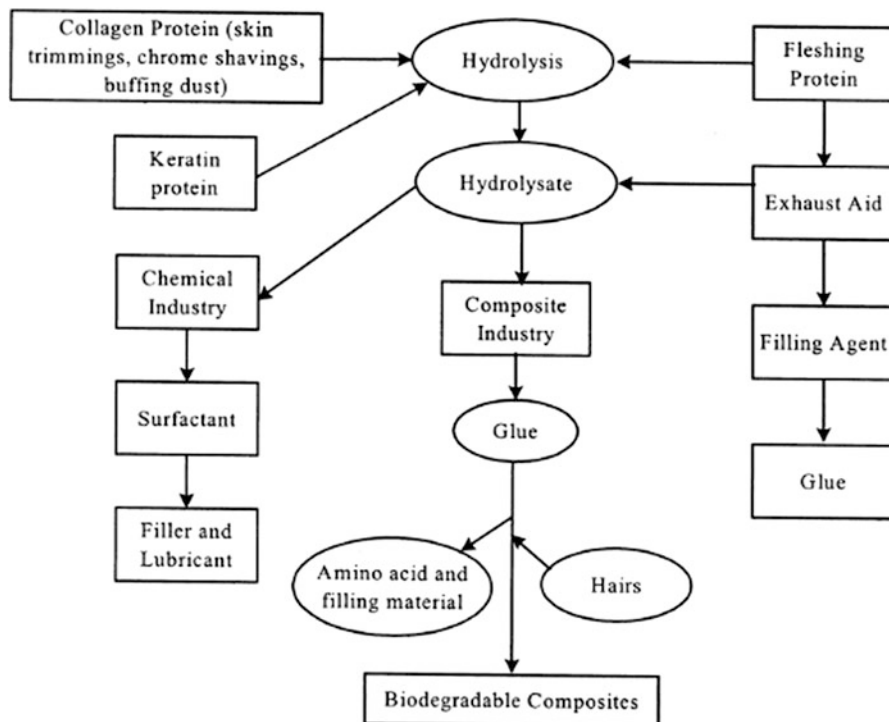 Collagen Protein (skin
trimmings, chrome shavings,
buffing dust)
Hydrolysis
Fleshing
Protein
Keratin
protein
Hydrolysate
Exhaust Aid
Chemical
Industry
Composite
Industry
Filling Agent
Surfactant
Glue
Glue
Filler and
Lubricant
Amino acid and
filling material
Hairs
Biodegradable Composites